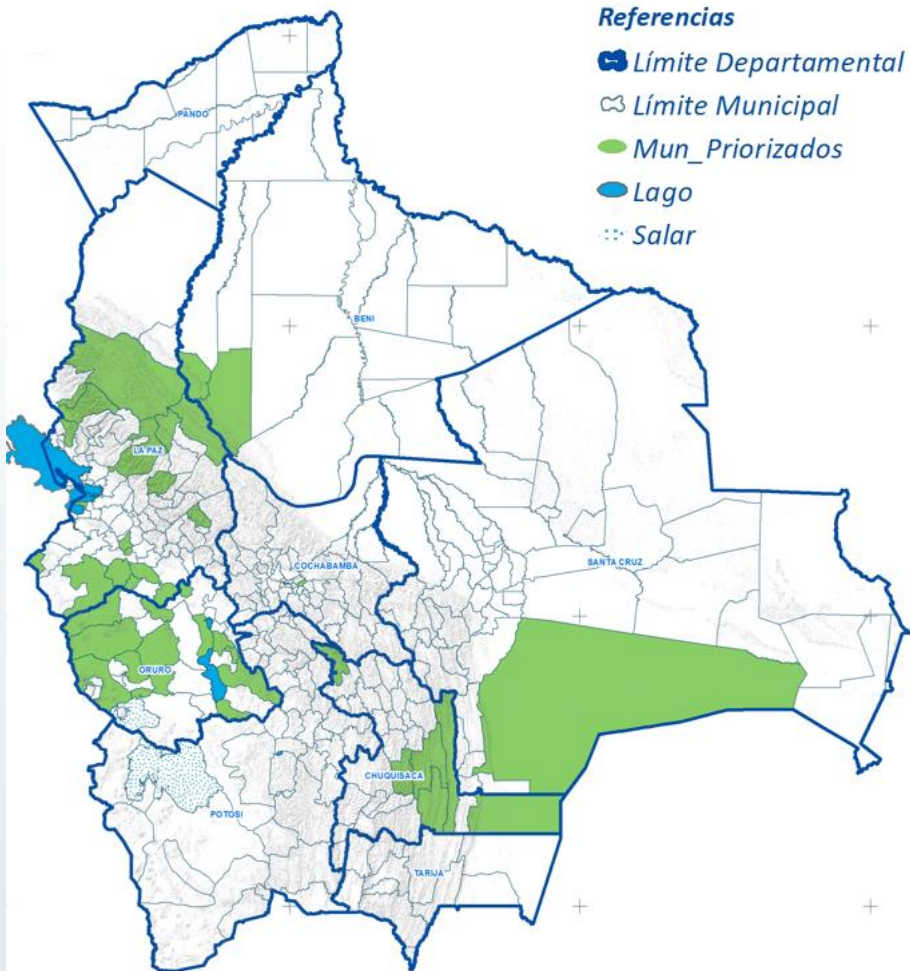 Referencias
Límite Departamental
Límite Municipal
Mun_Priorizados
Lago
Salar
PANDO
BENI
LA PAZ
COCHABAMBA
SANTA CRUZ
ORURO
CHUQUISACA
POTOSI
TARIJA